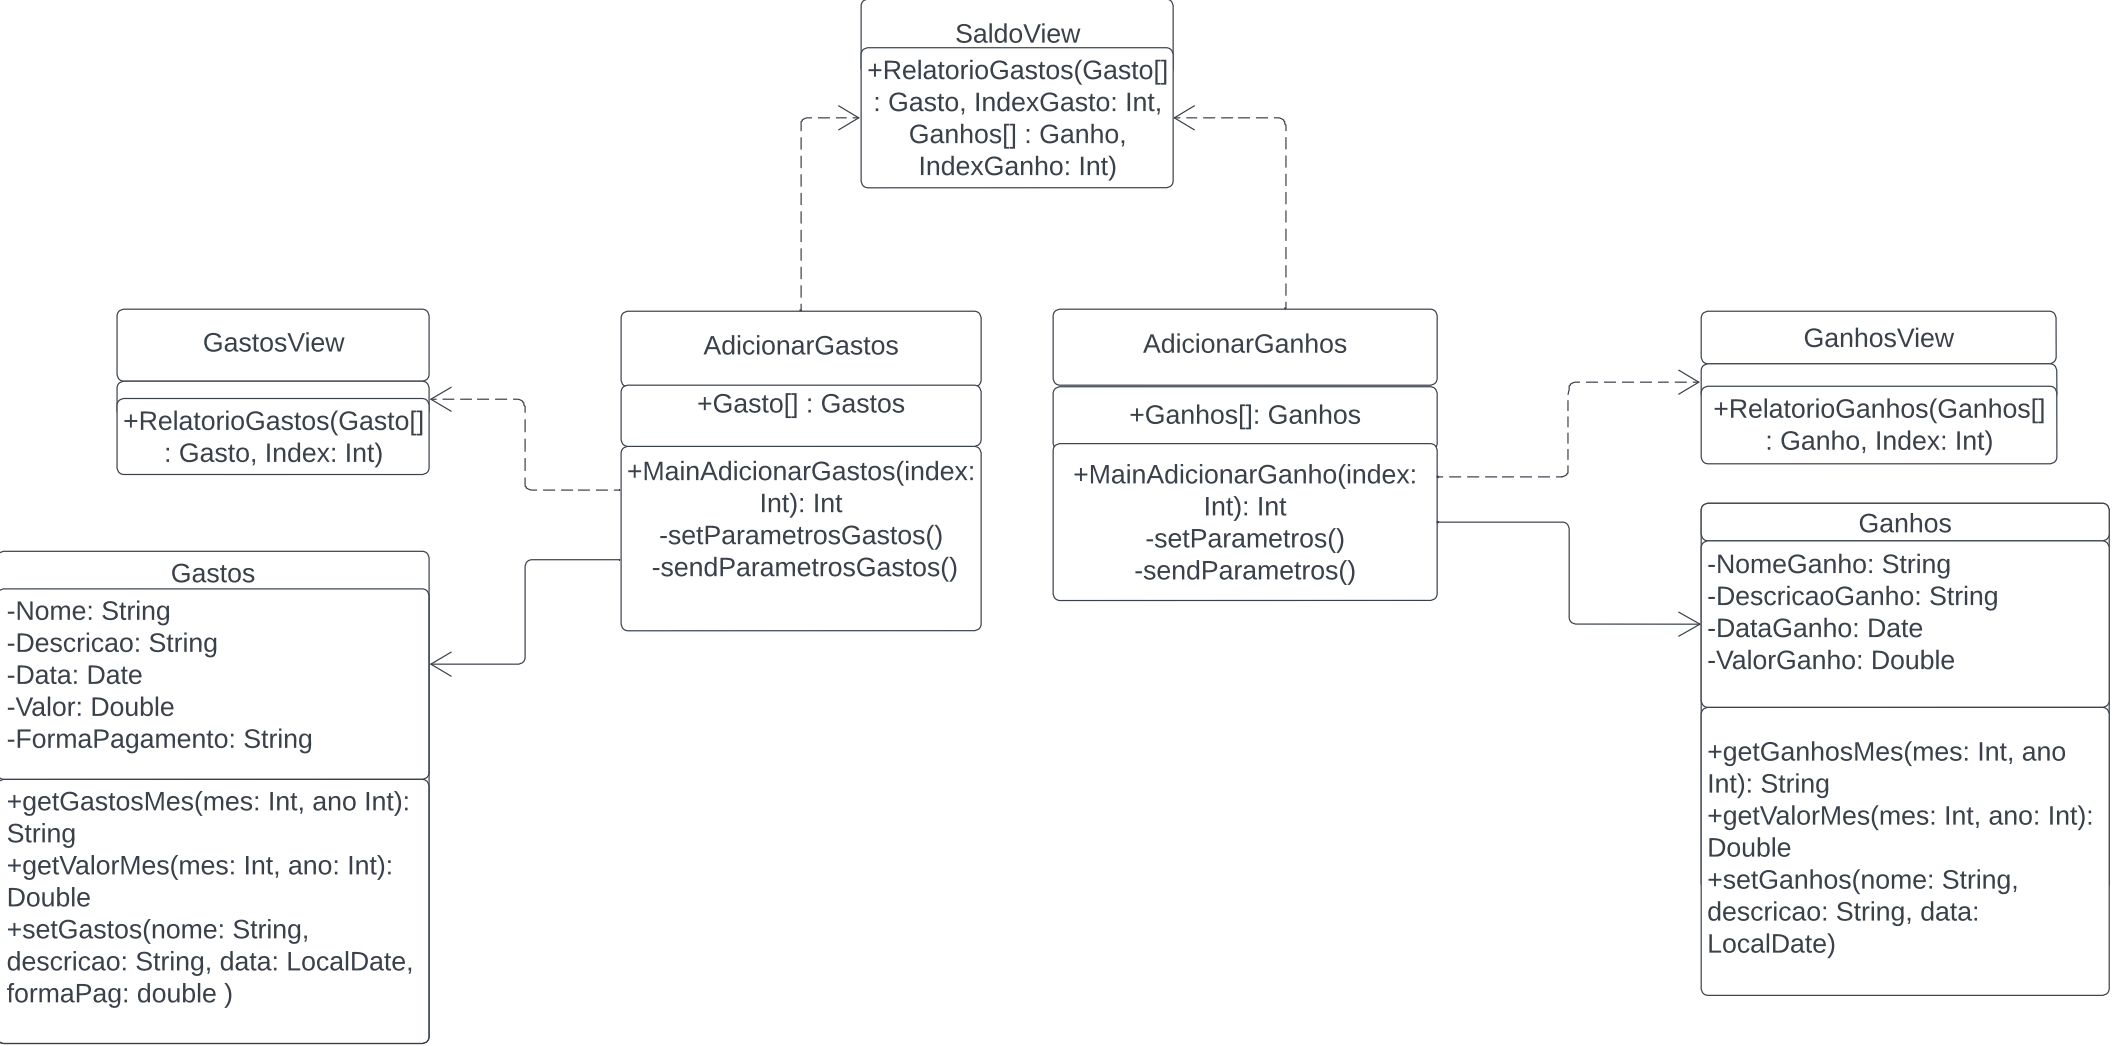 SaldoView
+RelatorioGastos(Gasto[]
: Gasto, IndexGasto: Int,
Ganhos[] : Ganho,
IndexGanho: Int)
GastosView
+RelatorioGastos(Gasto[]
: Gasto, Index: Int)
AdicionarGastos
+Gasto[] : Gastos
+MainAdicionarGastos(index:
Int): Int
-setParametrosGastos()
-sendParametrosGastos()
AdicionarGanhos
+Ganhos[]: Ganhos
+MainAdicionarGanho(index:
Int): Int
-setParametros()
-sendParametros()
GanhosView
+RelatorioGanhos(Ganhos[]
: Ganho, Index: Int)
Gastos
-Nome: String
-Descricao: String
-Data: Date
-Valor: Double
-FormaPagamento: String
+getGastosMes(mes: Int, ano Int):
String
+getValorMes(mes: Int, ano: Int):
Double
+setGastos(nome: String,
descricao: String, data: LocalDate,
formaPag: double )
Ganhos
-NomeGanho: String
-DescricaoGanho: String
-DataGanho: Date
-ValorGanho: Double
+getGanhosMes(mes: Int, ano
Int): String
+getValorMes(mes: Int, ano: Int):
Double
+setGanhos(nome: String,
descricao: String, data:
LocalDate)